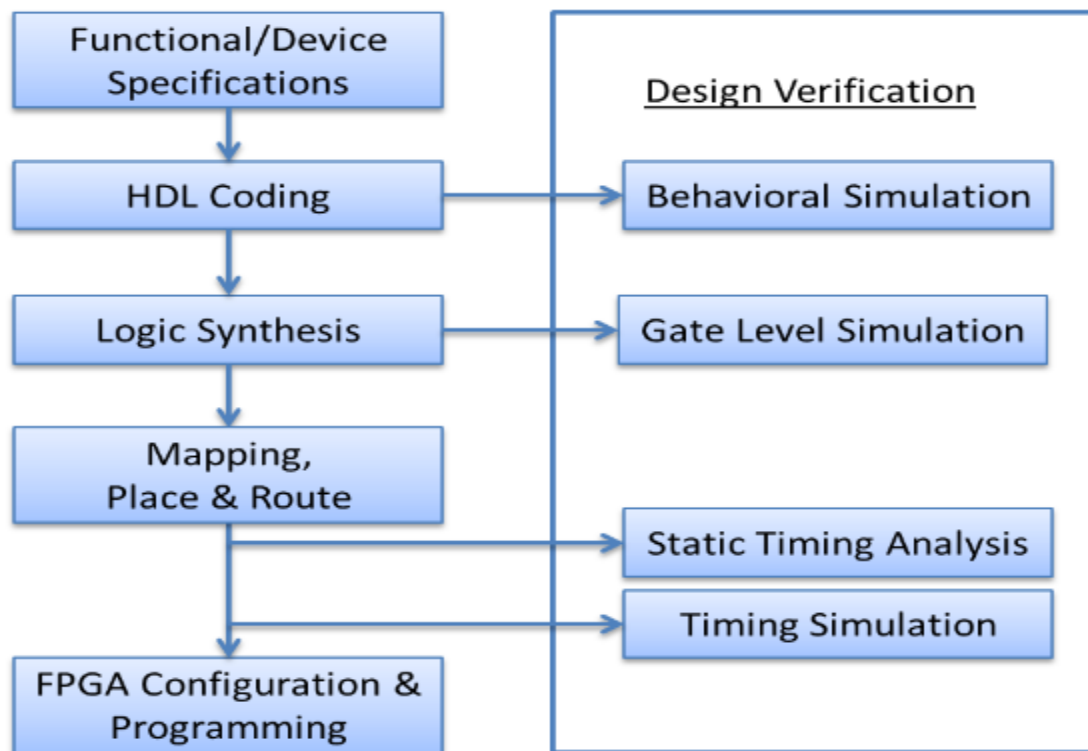 Functional/Device
Specifications
Design Verification
HDL Coding
Behavioral Simulation
Logic Synthesis
Gate Level Simulation
Mapping,
Place & Route
Static Timing Analysis
Timing Simulation
FPGA Configuration &
Programming